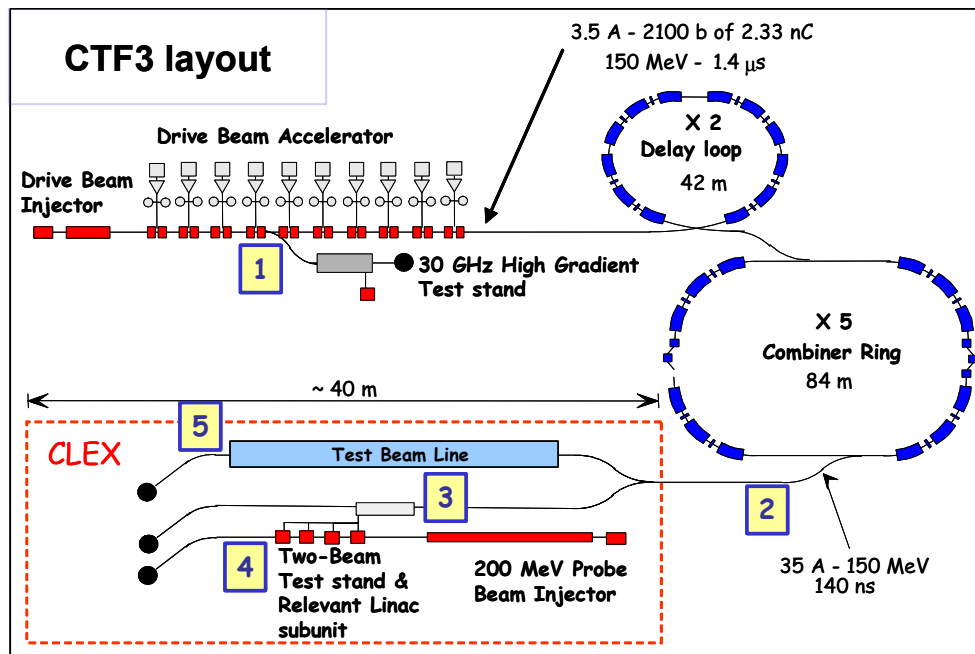 CTF3 layout
3.5 A - 2100 b of 2.33 nC
150 MeV - 1.4 μs
Drive Beam Accelerator
Drive Beam
Injector
X 2
Delay loop
42 m
1
30 GHz High Gradient
Test stand
X 5
Combiner Ring
84 m
~ 40 m
CLEX
5
Test Beam Line
3
2
4
Two-Beam
Test stand &
Relevant Linac
subunit
200 MeV Probe
Beam Injector
35 A - 150 MeV
140 ns